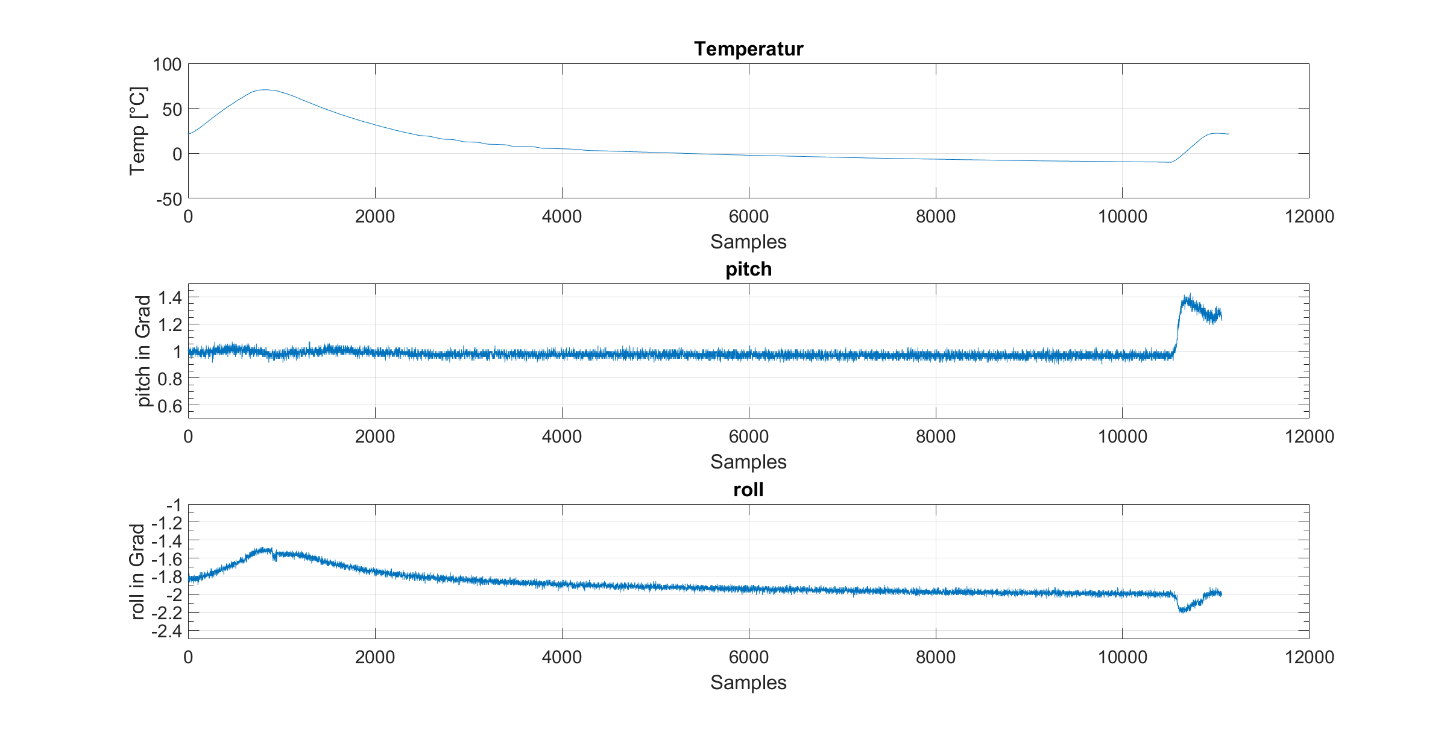 Temperatur
Temp [°C]
100
50
0
-50
0 2000 4000 6000 8000 10000 12000
Samples
pitch
pitch in Grad
1.4
1.2
1
0.8
0.6
0 2000 4000 6000 8000 10000 12000
Samples
roll
roll in Grad
-1
-1.2
-1.4
-1.6
-1.8
-2
-2.2
-2.4
0 2000 4000 6000 8000 10000 12000
Samples